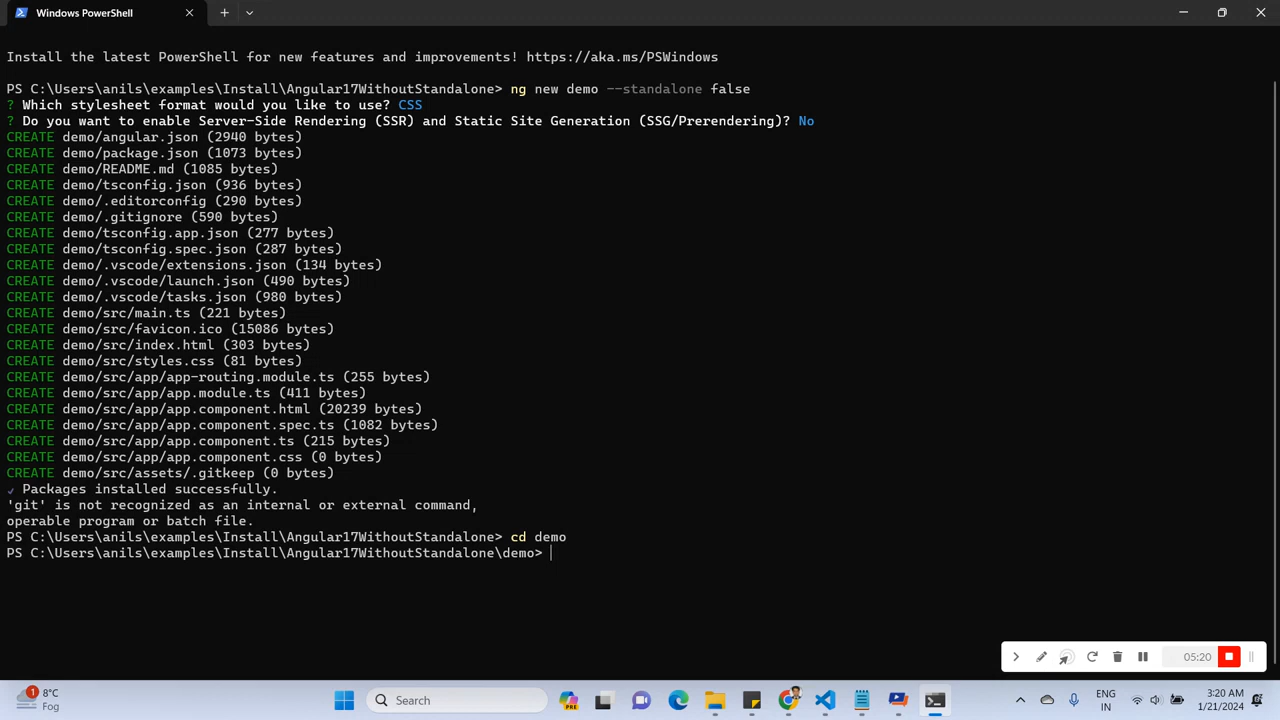 Windows PowerShell
Install the latest PowerShell for new features and improvements! https://aka.ms/PSWindows
PS C:\Users\anils\examples\Install\Angular17WithoutStandalone> ng new demo --standalone false
? Which stylesheet format would you like to use? CSS
? Do you want to enable Server-Side Rendering (SSR) and Static Site Generation (SSG/Prerendering)? No
CREATE demo/angular.json (2940 bytes)
CREATE demo/package.json (1073 bytes)
CREATE demo/README.md (1085 bytes)
CREATE demo/tsconfig.json (936 bytes)
CREATE demo/.editorconfig (290 bytes)
CREATE demo/.gitignore (590 bytes)
CREATE demo/tsconfig.app.json (277 bytes)
CREATE demo/tsconfig.spec.json (287 bytes)
CREATE demo/.vscode/extensions.json (134 bytes)
CREATE demo/.vscode/launch.json (490 bytes)
CREATE demo/.vscode/tasks.json (980 bytes)
CREATE demo/src/main.ts (221 bytes)
CREATE demo/src/favicon.ico (15086 bytes)
CREATE demo/src/index.html (303 bytes)
CREATE demo/src/styles.css (81 bytes)
CREATE demo/src/app/app-routing.module.ts (255 bytes)
CREATE demo/src/app/app.module.ts (411 bytes)
CREATE demo/src/app/app.component.html (20239 bytes)
CREATE demo/src/app/app.component.spec.ts (1082 bytes)
CREATE demo/src/app/app.component.ts (215 bytes)
CREATE demo/src/app/app.component.css (0 bytes)
CREATE demo/src/assets/.gitkeep (0 bytes)
✓ Packages installed successfully.
'git' is not recognized as an internal or external command,
operable program or batch file.
PS C:\Users\anils\examples\Install\Angular17WithoutStandalone> cd demo
PS C:\Users\anils\examples\Install\Angular17WithoutStandalone\demo>
05:20
1
8°C
Fog
Search
PRE
ENG
IN
3:20 AM
1/21/2024